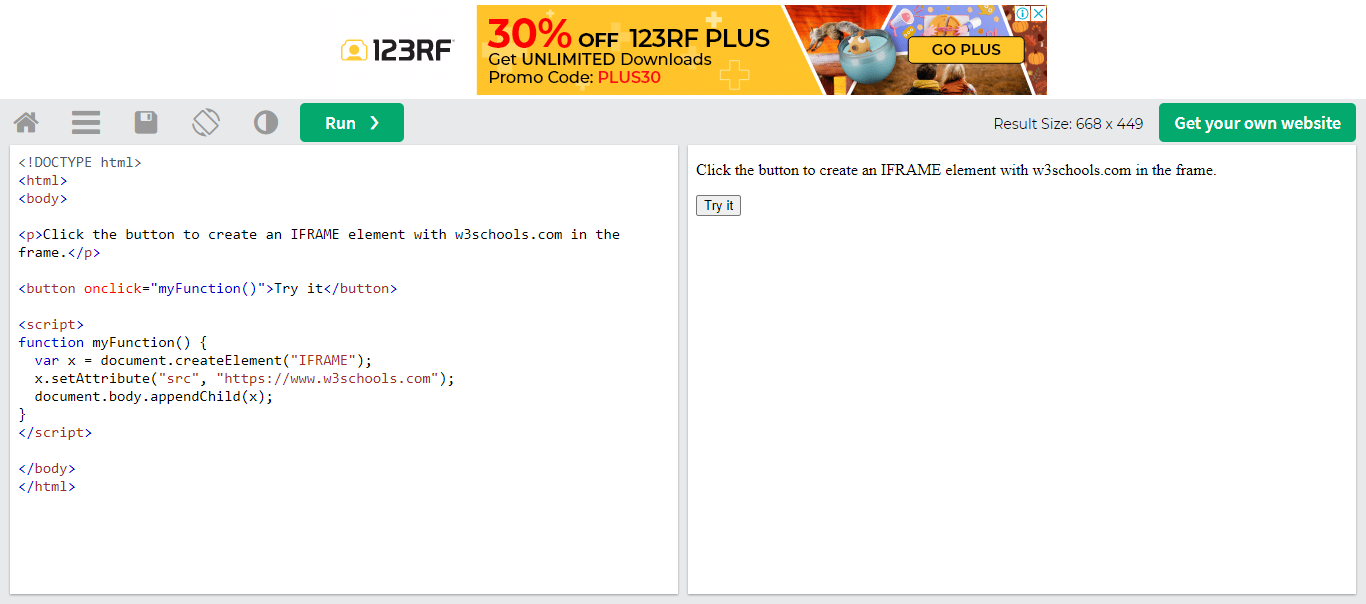 123RF
30% OFF 123RF PLUS
Get UNLIMITED Downloads
Promo Code: PLUS30
GO PLUS
Run ❯
Result Size: 668 x 449
Get your own website
<!DOCTYPE html>
<html>
<body>
<p>Click the button to create an IFRAME element with w3schools.com in the
frame.</p>
<button onclick="myFunction()">Try it</button>
<script>
function myFunction() {
  var x = document.createElement("IFRAME");
  x.setAttribute("src", "https://www.w3schools.com");
  document.body.appendChild(x);
}
</script>
</body>
</html>
Click the button to create an IFRAME element with w3schools.com in the frame.
Try it